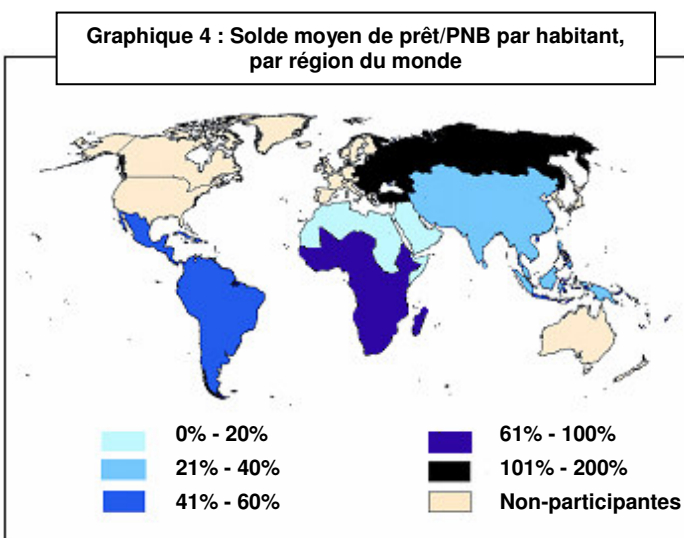 Graphique 4 : Solde moyen de prêt/PNB par habitant,
par région du monde
0% - 20%
21% - 40%
41% - 60%
61% - 100%
101% - 200%
Non-participantes